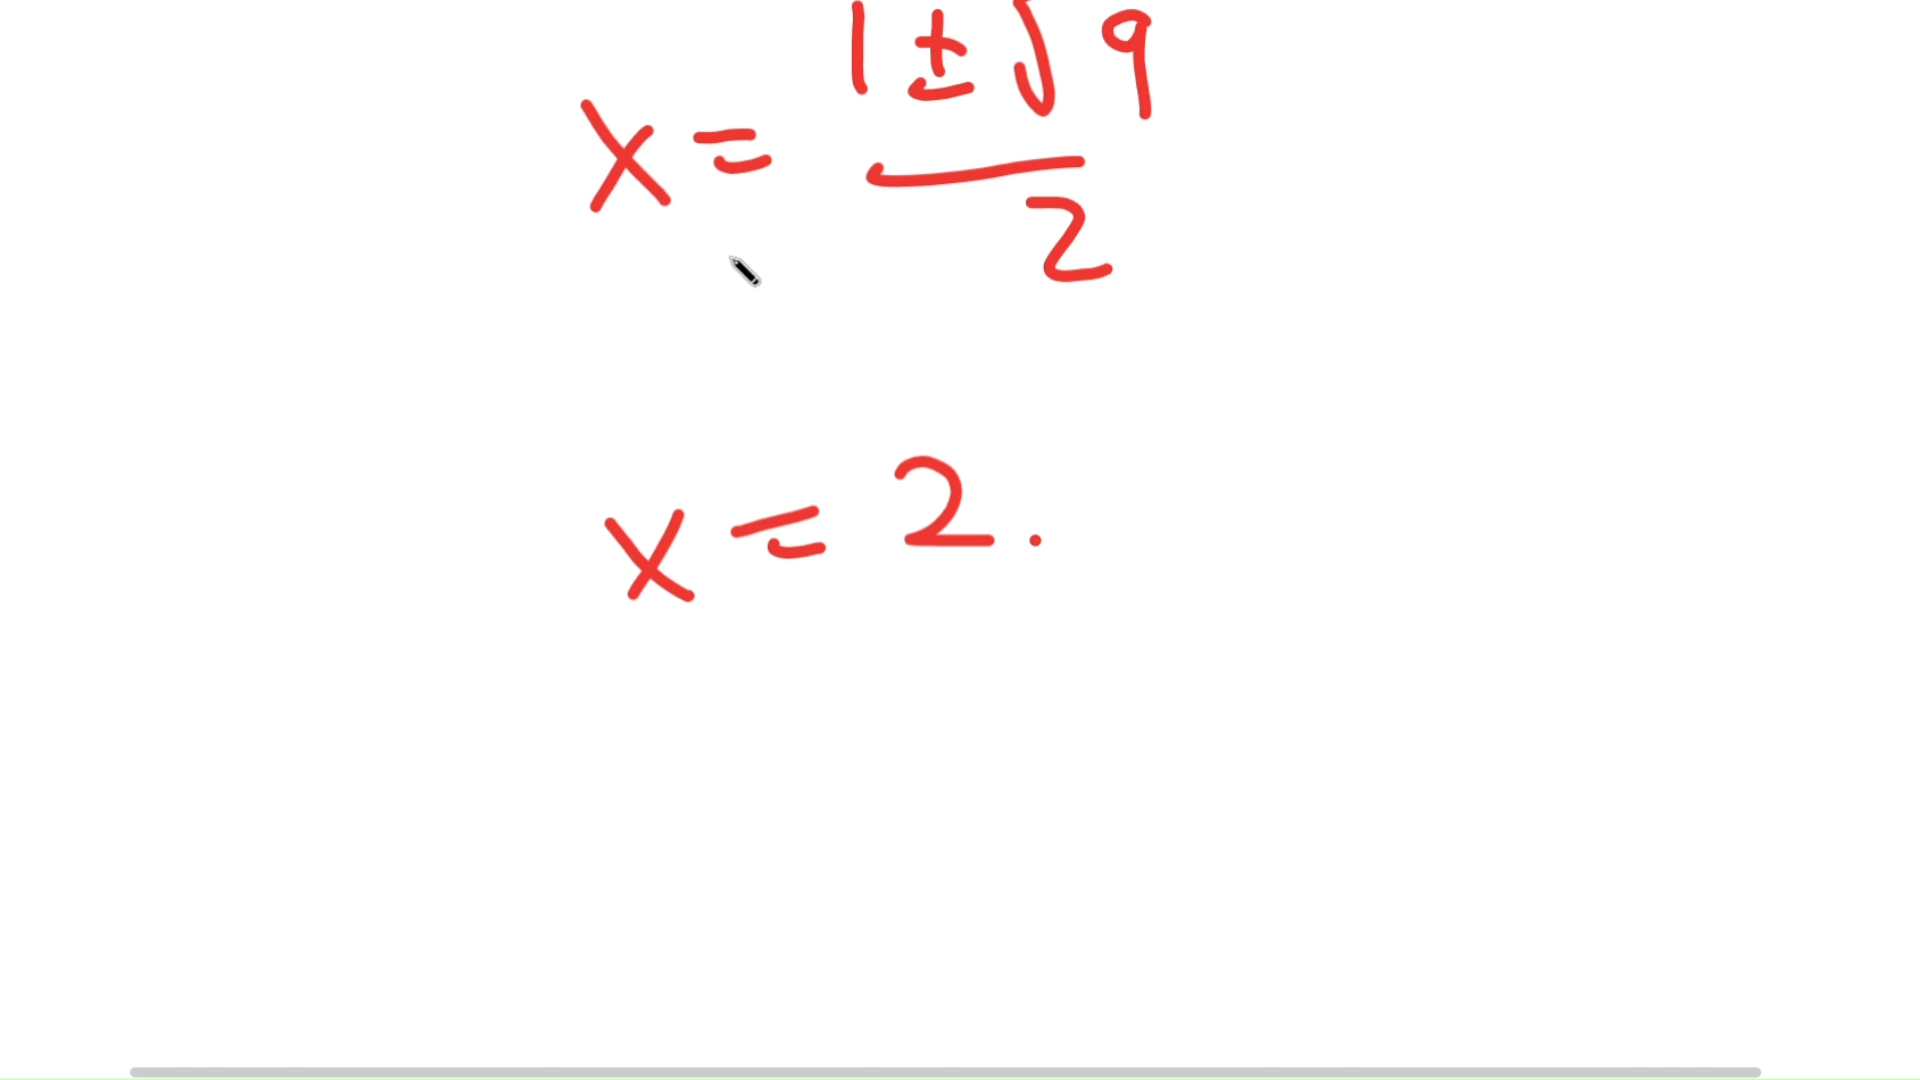 x = 1 ± √9 / 2
x = 2.